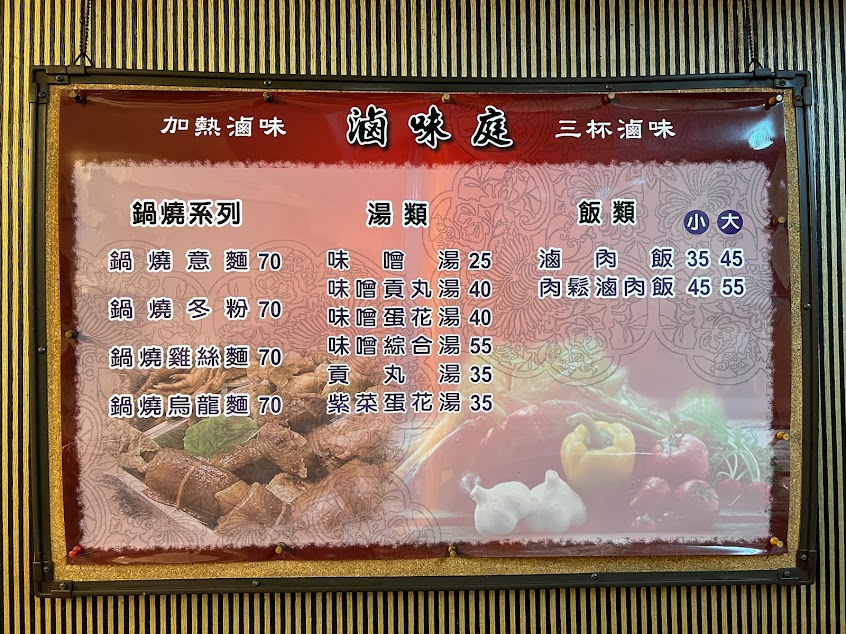 加熱滷味 滷味庭 三杯滷味
鍋燒系列
鍋燒意麵 70
鍋燒冬粉 70
鍋燒雞絲麵 70
鍋燒烏龍麵 70
湯類
味噌湯 25
味噌貢丸湯 40
味噌蛋花湯 40
味噌綜合湯 55
貢丸湯 35
紫菜蛋花湯 35
飯類 小 大
滷肉飯 35 45
肉鬆滷肉飯 45 55